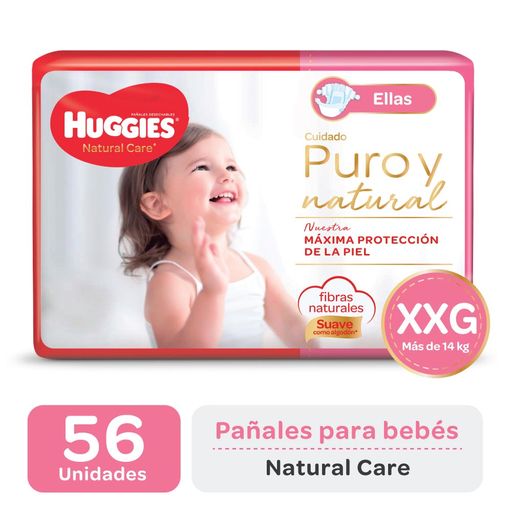 PAÑALES DESECHABLES
HUGGIES
Natural Care*
Ellas
Cuidado
Puro y
natural
Nuestra
MÁXIMA PROTECCIÓN
DE LA PIEL
fibras
naturales
Suave
como algodón*
XXG
Más de 14 kg
56
Unidades
Pañales para bebés
Natural Care